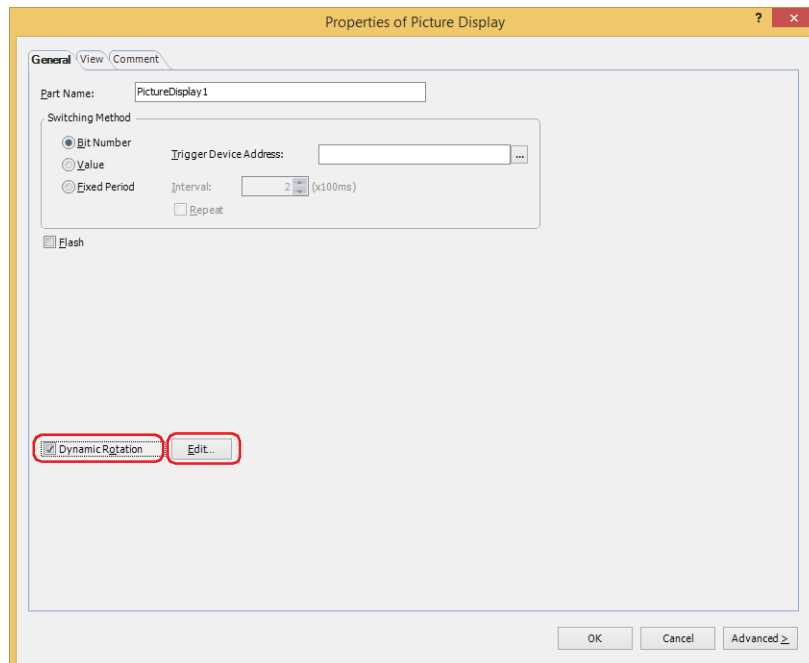 Properties of Picture Display
? ×
General View Comment
Part Name: PictureDisplay1
Switching Method
Bit Number
Value
Fixed Period
Trigger Device Address: ...
Interval: 2 (x100ms)
Repeat
Flash
Dynamic Rotation Edit...
OK Cancel Advanced >